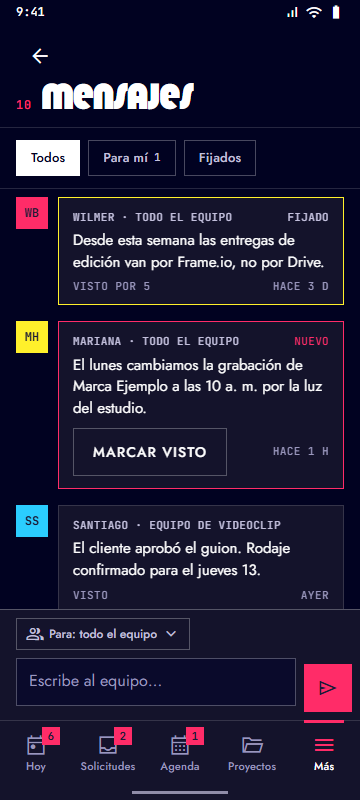 9:41
10 mensajes
Todos
Para mí 1
Fijados
WB
WILMER · TODO EL EQUIPO
FIJADO
Desde esta semana las entregas de
edición van por Frame.io, no por Drive.
VISTO POR 5
HACE 3 D
MH
MARIANA · TODO EL EQUIPO
NUEVO
El lunes cambiamos la grabación de
Marca Ejemplo a las 10 a. m. por la luz
del estudio.
MARCAR VISTO
HACE 1 H
SS
SANTIAGO · EQUIPO DE VIDEOCLIP
El cliente aprobó el guion. Rodaje
confirmado para el jueves 13.
VISTO
AYER
Para: todo el equipo
Escribe al equipo...
6
2
1
Hoy
Solicitudes
Agenda
Proyectos
Más